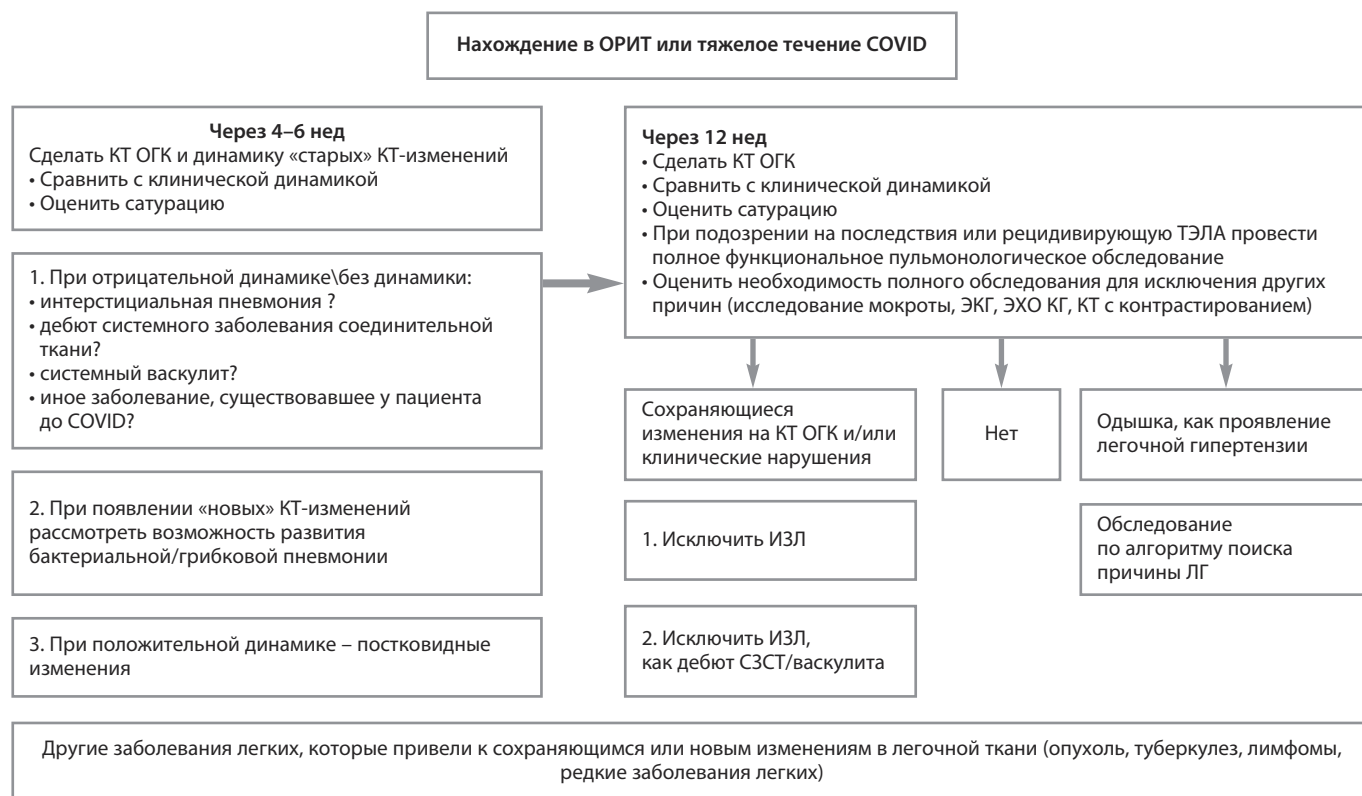 Нахождение в ОРИТ или тяжелое течение COVID
Через 4–6 нед
Сделать КТ ОГК и динамику «старых» КТ-изменений
• Сравнить с клинической динамикой
• Оценить сатурацию
1. При отрицательной динамике\без динамики:
• интерстициальная пневмония ?
• дебют системного заболевания соединительной
ткани?
• системный васкулит?
• иное заболевание, существовавшее у пациента
до COVID?
2. При появлении «новых» КТ-изменений
рассмотреть возможность развития
бактериальной/грибковой пневмонии
3. При положительной динамике – постковидные
изменения
Через 12 нед
• Сделать КТ ОГК
• Сравнить с клинической динамикой
• Оценить сатурацию
• При подозрении на последствия или рецидивирующую ТЭЛА провести
полное функциональное пульмонологическое обследование
• Оценить необходимость полного обследования для исключения других
причин (исследование мокроты, ЭКГ, ЭХО КГ, КТ с контрастированием)
Сохраняющиеся
изменения на КТ ОГК и/или
клинические нарушения
1. Исключить ИЗЛ
2. Исключить ИЗЛ,
как дебют СЗСТ/васкулита
Нет
Одышка, как проявление
легочной гипертензии
Обследование
по алгоритму поиска
причины ЛГ
Другие заболевания легких, которые привели к сохраняющимся или новым изменениям в легочной ткани (опухоль, туберкулез, лимфомы,
редкие заболевания легких)